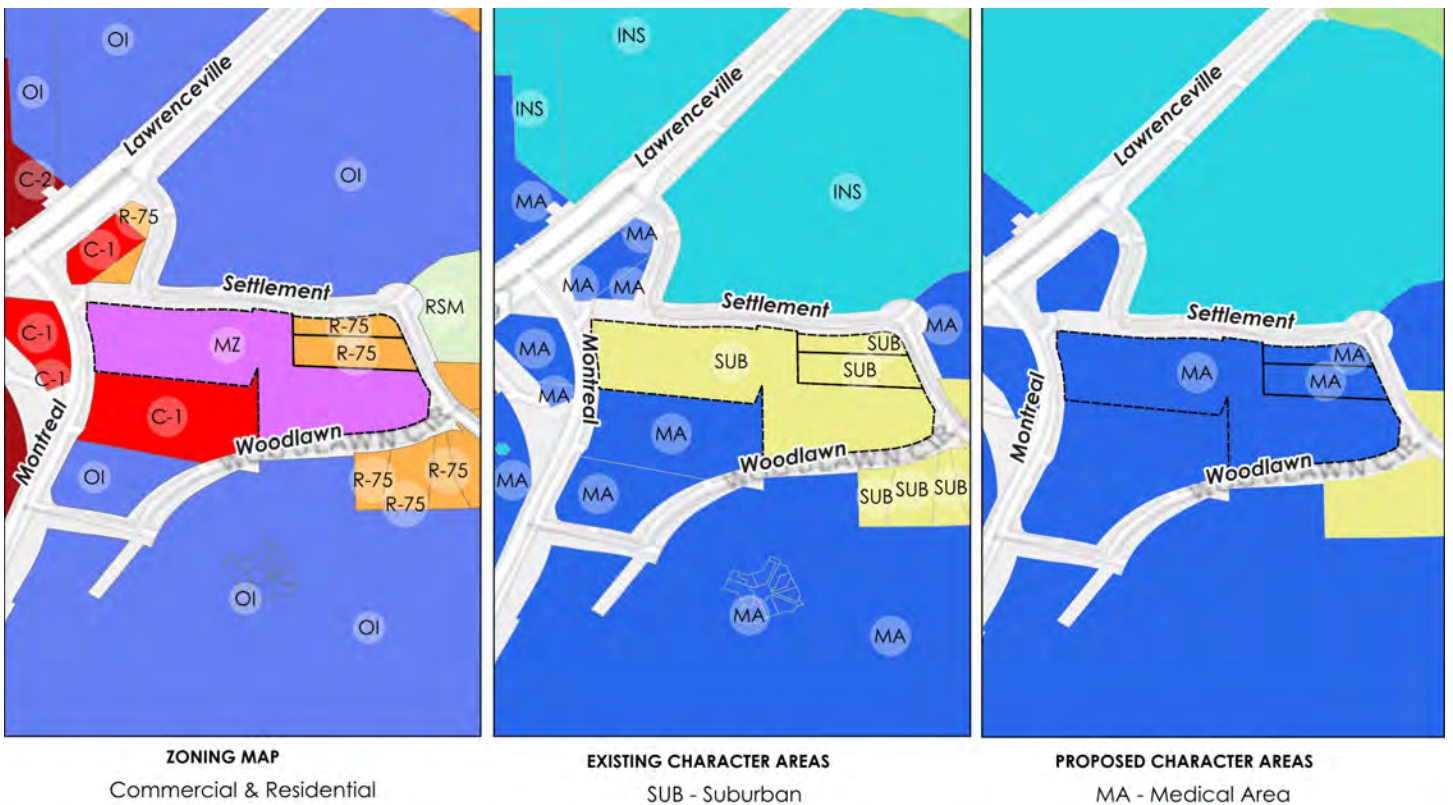 OI
OI
Lawrenceville
C-2
OI
R-75
C-1
Settlement
RSM
C-1
R-75
MZ
R-75
C-1
C-1
Montreal
Woodlawn
OI
R-75
R-75
R-75
OI
OI
ZONING MAP
Commercial & Residential
INS
INS
Lawrenceville
MA
INS
MA
MA
MA
Settlement
MA
MA
Montreal
SUB
SUB
SUB
MA
MA
Woodlawn
WOODLAWN CIR
MA
MA
SUB
SUB
SUB
MA
MA
EXISTING CHARACTER AREAS
SUB - Suburban
Lawrenceville
Settlement
MA
MA
MA
Montreal
Woodlawn
PROPOSED CHARACTER AREAS
MA - Medical Area